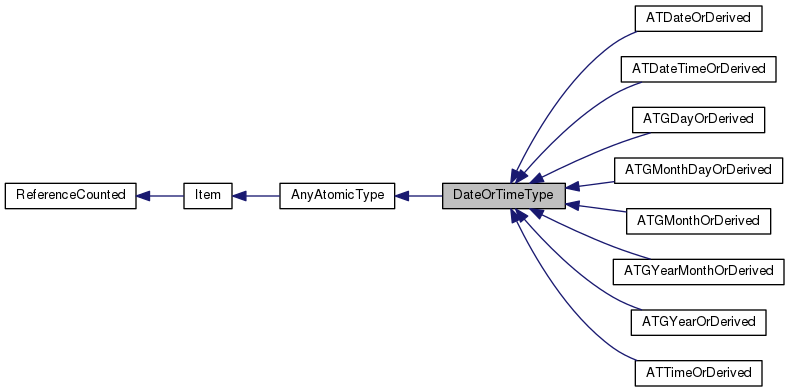 ATDateOrDerived
ATDateTimeOrDerived
ATGDayOrDerived
ATGMonthDayOrDerived
ReferenceCounted
Item
AnyAtomicType
DateOrTimeType
ATGMonthOrDerived
ATGYearMonthOrDerived
ATGYearOrDerived
ATTimeOrDerived